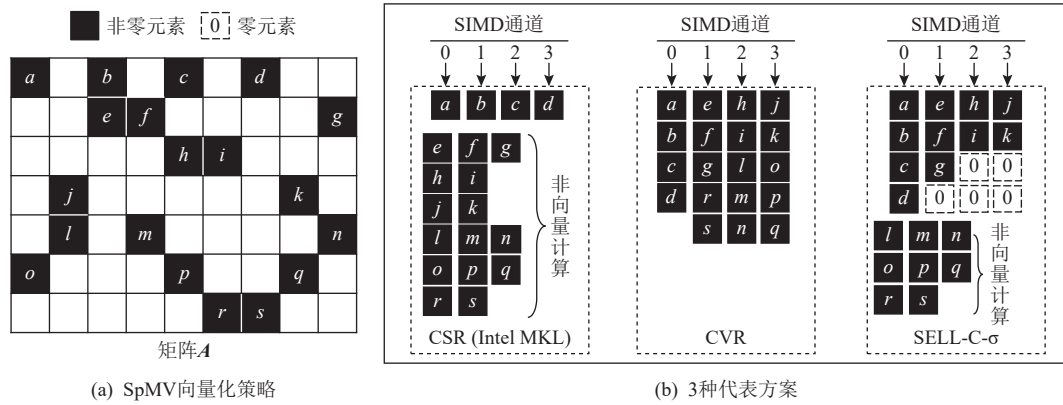 非零元素 0 零元素
a b c d
e f g
h i
j k
l m n
o p q
r s
矩阵A
(a) SpMV向量化策略
SIMD通道
0 1 2 3
a b c d
e f g
h i
j k
l m n
o p q
r s
非向量计算
CSR (Intel MKL)
SIMD通道
0 1 2 3
a e h j
b f i k
c g l o
d r m p
s n q
CVR
SIMD通道
0 1 2 3
a e h j
b f i k
c g 0 0
d 0 0 0
l m n
o p q
r s
非向量计算
SELL-C-σ
(b) 3种代表方案